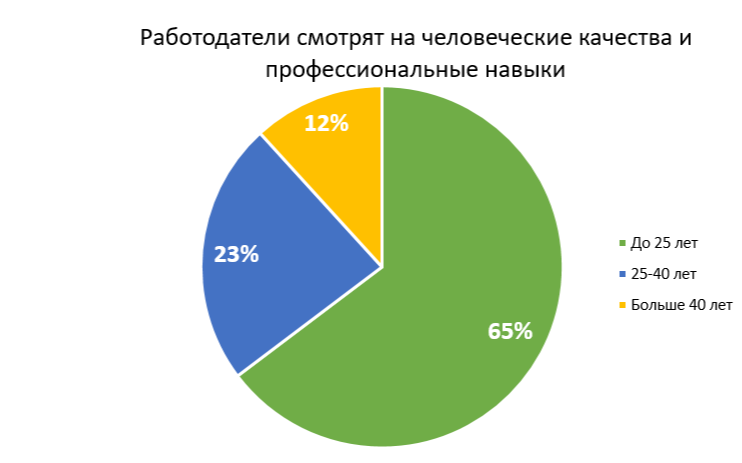 Работодатели смотрят на человеческие качества и
профессиональные навыки
12%
23%
65%
До 25 лет
25-40 лет
Больше 40 лет